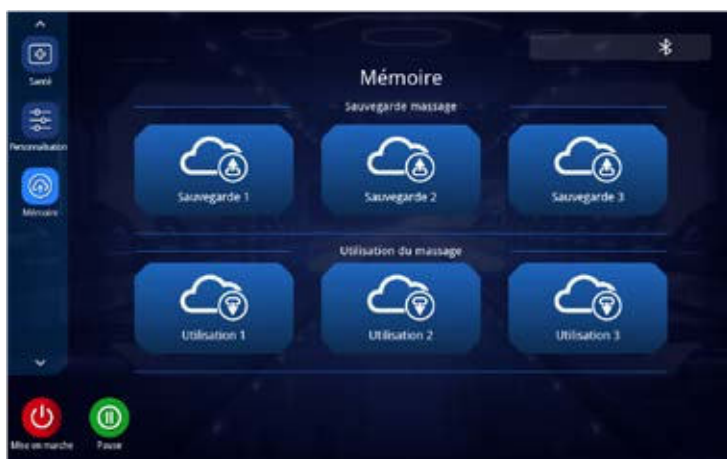 Santé
Personnalisation
Mémoire
Mémoire
Sauvegarde massage
Sauvegarde 1
Sauvegarde 2
Sauvegarde 3
Utilisation du massage
Utilisation 1
Utilisation 2
Utilisation 3
Mise en marche
Pause